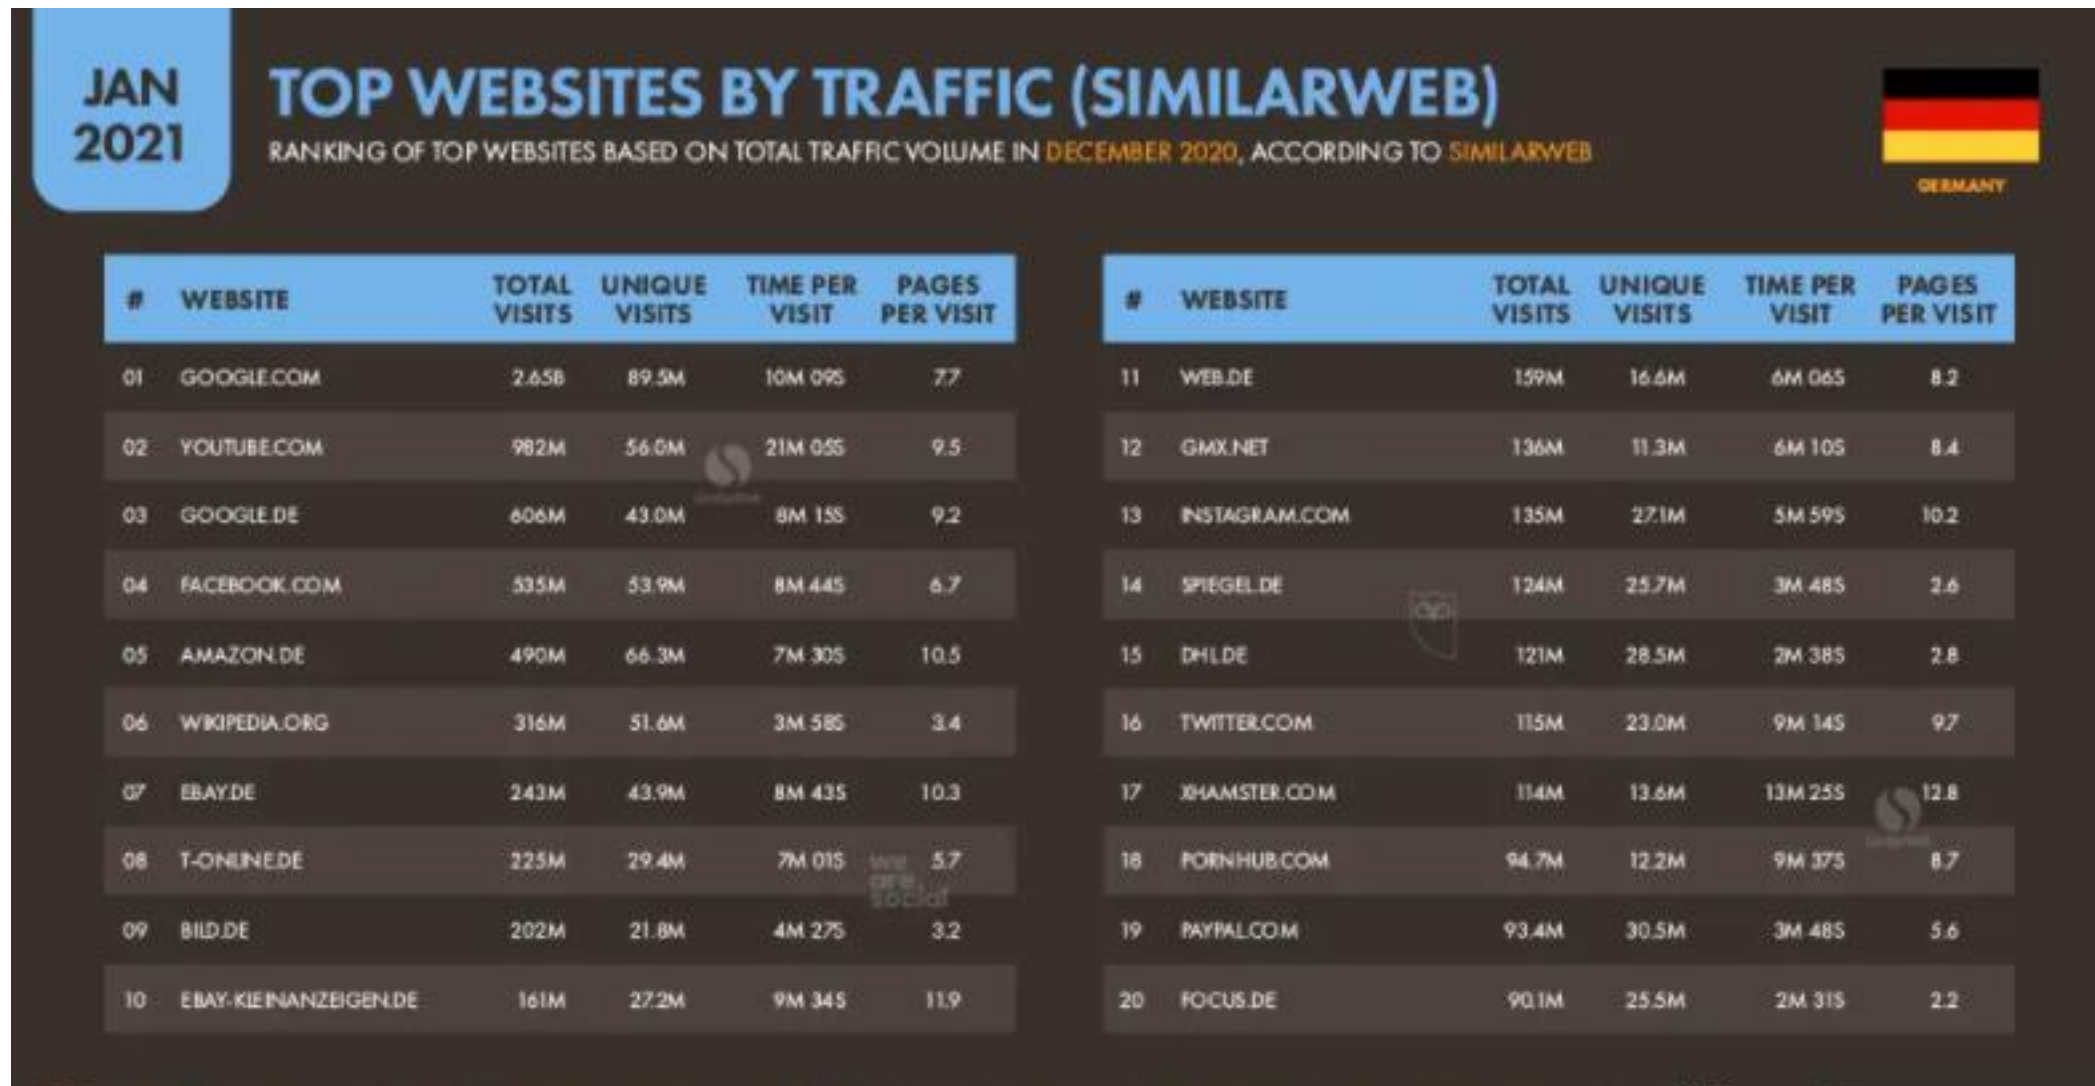 JAN
2021
TOP WEBSITES BY TRAFFIC (SIMILARWEB)
RANKING OF TOP WEBSITES BASED ON TOTAL TRAFFIC VOLUME IN DECEMBER 2020, ACCORDING TO SIMILARWEB
GERMANY
# WEBSITE TOTAL VISITS UNIQUE VISITS TIME PER VISIT PAGES PER VISIT
01 GOOGLE.COM 2.65B 89.5M 10M 09S 7.7
02 YOUTUBE.COM 982M 56.0M 21M 05S 9.5
03 GOOGLE.DE 606M 43.0M 8M 15S 9.2
04 FACEBOOK.COM 535M 53.9M 8M 44S 6.7
05 AMAZON.DE 490M 66.3M 7M 30S 10.5
06 WIKIPEDIA.ORG 316M 51.6M 3M 58S 3.4
07 EBAY.DE 243M 43.9M 8M 43S 10.3
08 T-ONLINE.DE 225M 29.4M 7M 01S 5.7
09 BILD.DE 202M 21.8M 4M 27S 3.2
10 EBAY-KLEINANZEIGEN.DE 161M 27.2M 9M 34S 11.9
we
are
social
# WEBSITE TOTAL VISITS UNIQUE VISITS TIME PER VISIT PAGES PER VISIT
11 WEB.DE 159M 16.6M 6M 06S 8.2
12 GMX.NET 136M 11.3M 6M 10S 8.4
13 INSTAGRAM.COM 135M 27.1M 5M 59S 10.2
14 SPIEGEL.DE 124M 25.7M 3M 48S 2.6
15 DHL.DE 121M 28.5M 2M 38S 2.8
16 TWITTER.COM 115M 23.0M 9M 14S 9.7
17 XHAMSTER.COM 114M 13.6M 13M 25S 12.8
18 PORNHUB.COM 94.7M 12.2M 9M 37S 8.7
19 PAYPAL.COM 93.4M 30.5M 3M 48S 5.6
20 FOCUS.DE 90.1M 25.5M 2M 31S 2.2